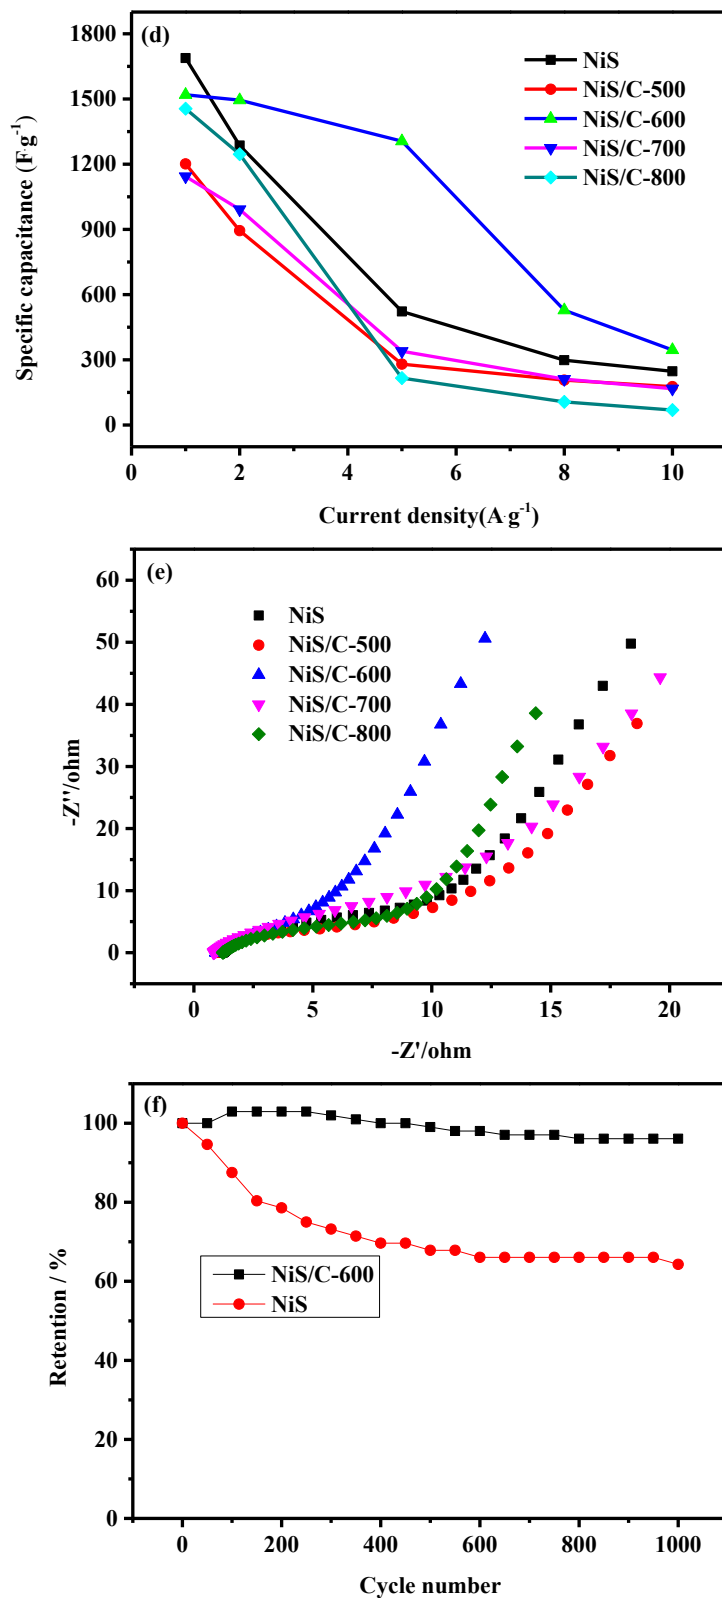 (d)
1800
1500
1200
900
600
300
0
Specific capacitance (F·g⁻¹)
NiS
NiS/C-500
NiS/C-600
NiS/C-700
NiS/C-800
0 2 4 6 8 10
Current density(A·g⁻¹)
(e)
60
50
40
30
20
10
0
-Z''/ohm
NiS
NiS/C-500
NiS/C-600
NiS/C-700
NiS/C-800
0 5 10 15 20
-Z'/ohm
(f)
100
80
60
40
20
0
Retention / %
NiS/C-600
NiS
0 200 400 600 800 1000
Cycle number